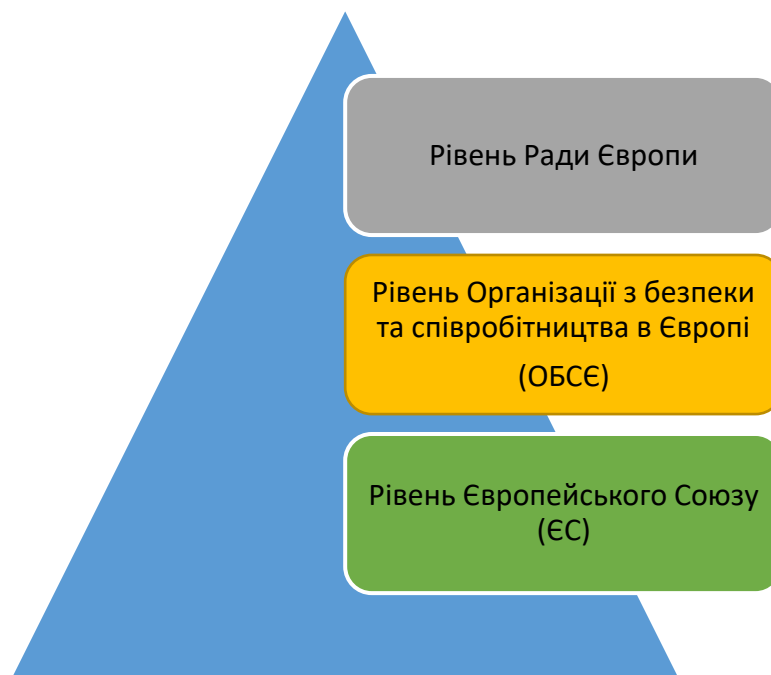 Рівень Ради Європи
Рівень Організації з безпеки
та співробітництва в Європі
(ОБСЄ)
Рівень Європейського Союзу
(ЄС)